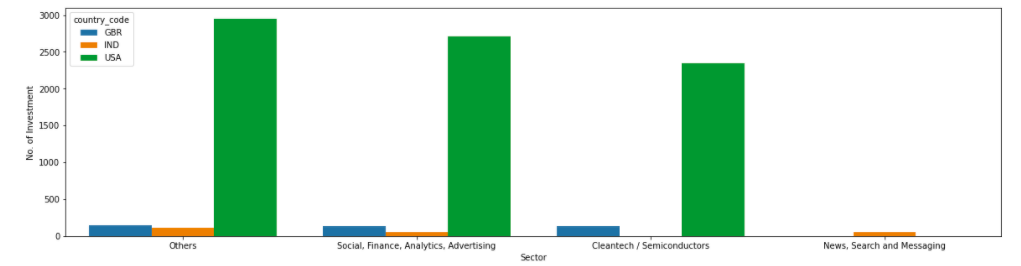 country_code
GBR
IND
USA
No. of Investment
3000
2500
2000
1500
1000
500
0
Others
Social, Finance, Analytics, Advertising
Cleantech / Semiconductors
News, Search and Messaging
Sector